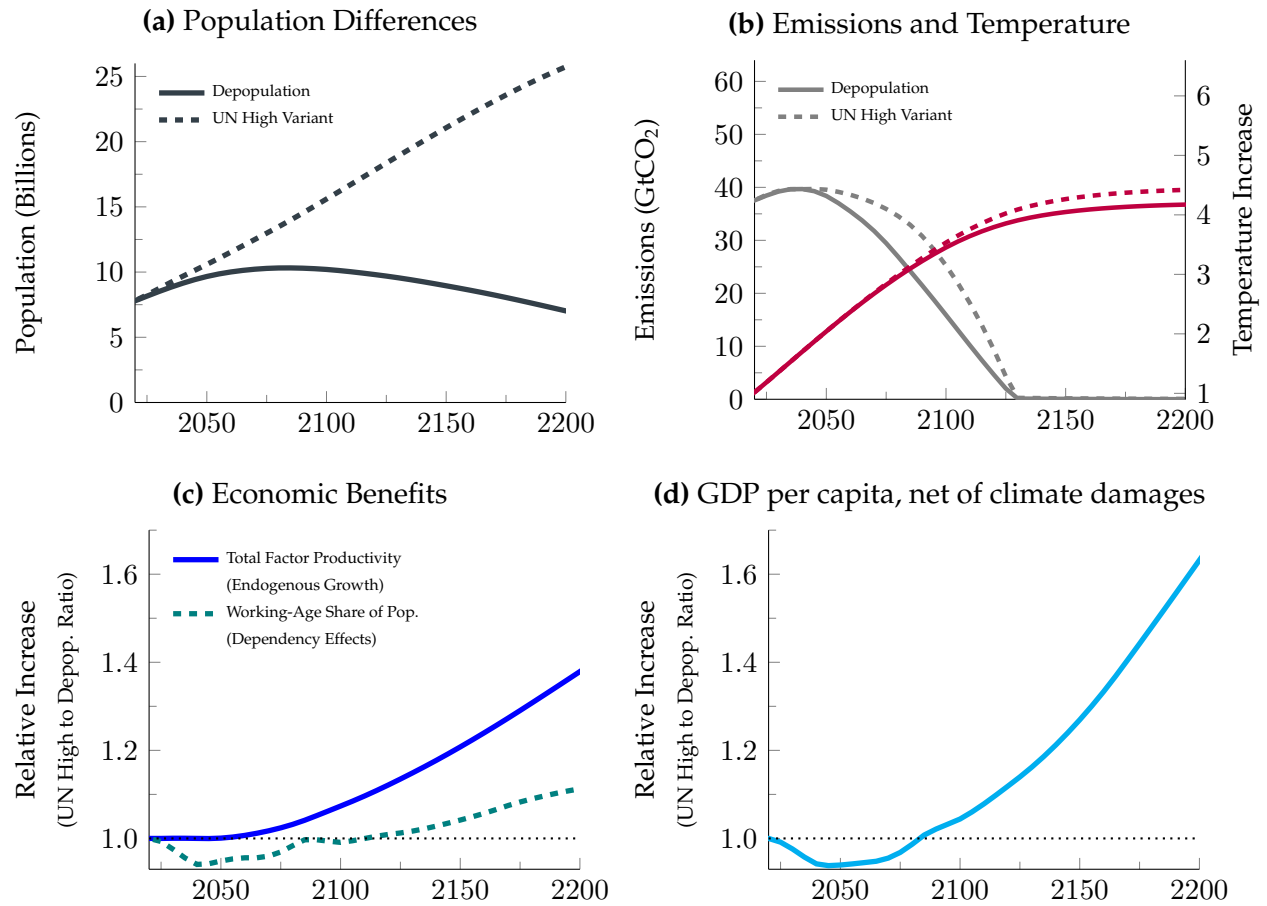 (a) Population Differences
Population (Billions)
25
20
15
10
5
0
Depopulation
UN High Variant
2050 2100 2150 2200
(b) Emissions and Temperature
Emissions (GtCO₂)
60
50
40
30
20
10
0
Depopulation
UN High Variant
6
5
4
3
2
1
Temperature Increase
2050 2100 2150 2200
(c) Economic Benefits
Relative Increase
(UN High to Depop. Ratio)
1.6
1.4
1.2
1.0
Total Factor Productivity
(Endogenous Growth)
Working-Age Share of Pop.
(Dependency Effects)
2050 2100 2150 2200
(d) GDP per capita, net of climate damages
Relative Increase
(UN High to Depop. Ratio)
1.6
1.4
1.2
1.0
2050 2100 2150 2200